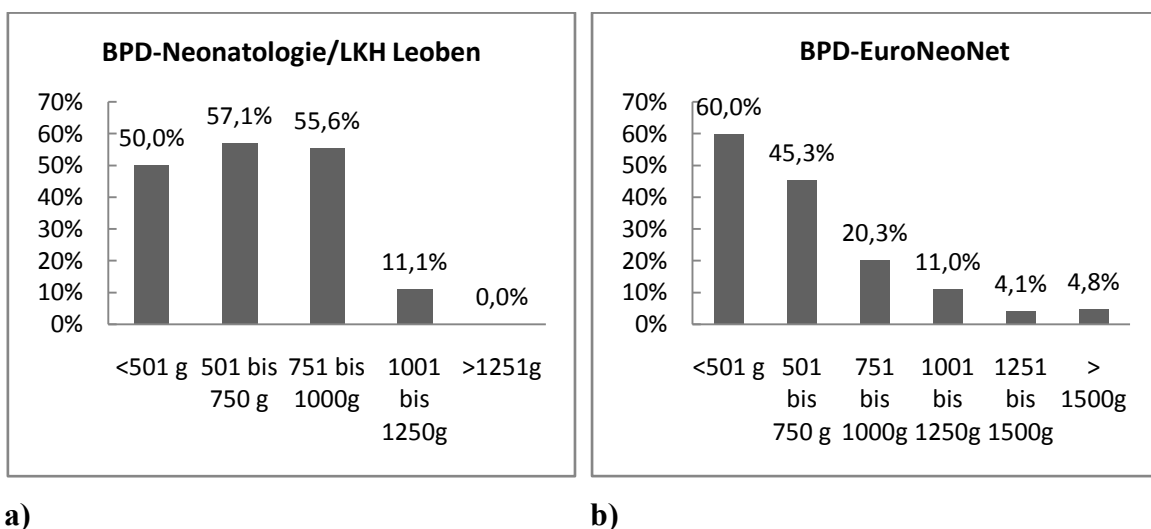 BPD-Neonatologie/LKH Leoben
70%
60%
50%
40%
30%
20%
10%
0%
50,0%
57,1%
55,6%
11,1%
0,0%
<501 g
501 bis
750 g
751 bis
1000g
1001
bis
1250g
>1251g
a)
BPD-EuroNeoNet
70%
60%
50%
40%
30%
20%
10%
0%
60,0%
45,3%
20,3%
11,0%
4,1%
4,8%
<501 g
501
bis
750 g
751
bis
1000g
1001
bis
1250g
1251
bis
1500g
>
1500g
b)